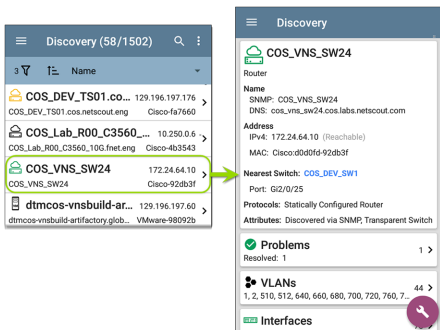 Discovery (58/1502)
3
Name
COS_DEV_TS01.co... 129.196.197.176
COS_DEV_TS01.cos.netscout.eng Cisco-fa7660
COS_Lab_R00_C3560_... 10.250.0.6
COS_Lab_R00_C3560_10G.fnet.eng Cisco-4b3543
COS_VNS_SW24 172.24.64.10
COS_VNS_SW24 Cisco-92db3f
dtmcos-vnsbuild-ar... 129.196.197.60
dtmcos-vnsbuild-artifactory.glob... VMware-98092b
Discovery
COS_VNS_SW24
Router
Name
SNMP: COS_VNS_SW24
DNS: cos_vns_sw24.cos.labs.netscout.com
Address
IPv4: 172.24.64.10 (Reachable)
MAC: Cisco:d0d0fd-92db3f
Nearest Switch: COS_DEV_SW1
Port: Gi2/0/25
Protocols: Statically Configured Router
Attributes: Discovered via SNMP, Transparent Switch
Problems
1
Resolved: 1
VLANs
44
1, 2, 510, 512, 640, 660, 680, 700, 720, 760, 7...
Interfaces